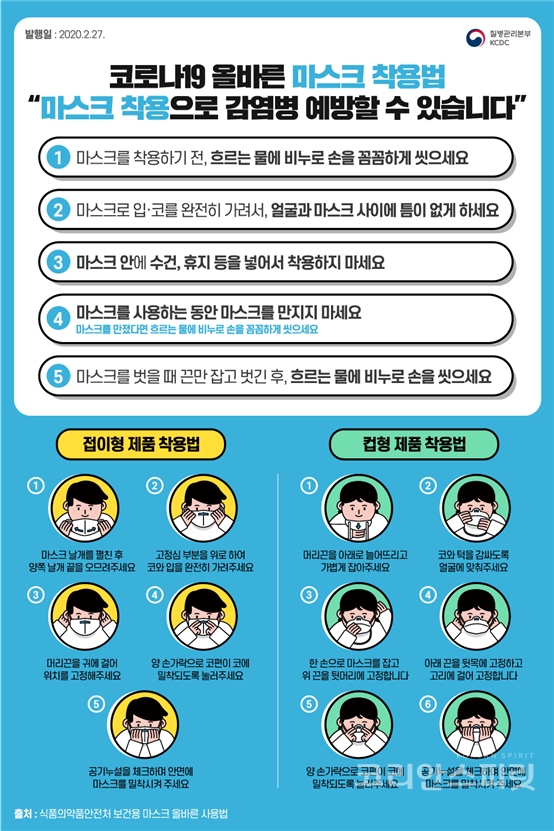 발행일 : 2020.2.27.
질병관리본부
KCDC
코로나19 올바른 마스크 착용법
“마스크 착용으로 감염병 예방할 수 있습니다”
1 마스크를 착용하기 전, 흐르는 물에 비누로 손을 꼼꼼하게 씻으세요
2 마스크로 입·코를 완전히 가려서, 얼굴과 마스크 사이에 틈이 없게 하세요
3 마스크 안에 수건, 휴지 등을 넣어서 착용하지 마세요
4 마스크를 사용하는 동안 마스크를 만지지 마세요
마스크를 만졌다면 흐르는 물에 비누로 손을 꼼꼼하게 씻으세요
5 마스크를 벗을 때 끈만 잡고 벗긴 후, 흐르는 물에 비누로 손을 씻으세요
접이형 제품 착용법
1
마스크 날개를 펼친 후
양쪽 날개 끝을 오므려주세요
2
고정심 부분을 위로 하여
코와 입을 완전히 가려주세요
3
머리끈을 귀에 걸어
위치를 고정해주세요
4
양 손가락으로 코편이 코에
밀착되도록 눌러주세요
5
공기누설을 체크하며 안면에
마스크를 밀착시켜 주세요
컵형 제품 착용법
1
머리끈을 아래로 늘어뜨리고
가볍게 잡아주세요
2
코와 턱을 감싸도록
얼굴에 맞춰주세요
3
한 손으로 마스크를 잡고
위 끈을 뒷머리에 고정합니다
4
아래 끈을 뒷목에 고정하고
고리에 걸어 고정합니다
5
양 손가락으로 코편이 코에
밀착되도록 눌러주세요
6
공기누설을 체크하며 안면에
마스크를 밀착시켜 주세요
SPIRIT
코리안스피릿
출처 : 식품의약품안전처 보건용 마스크 올바른 사용법